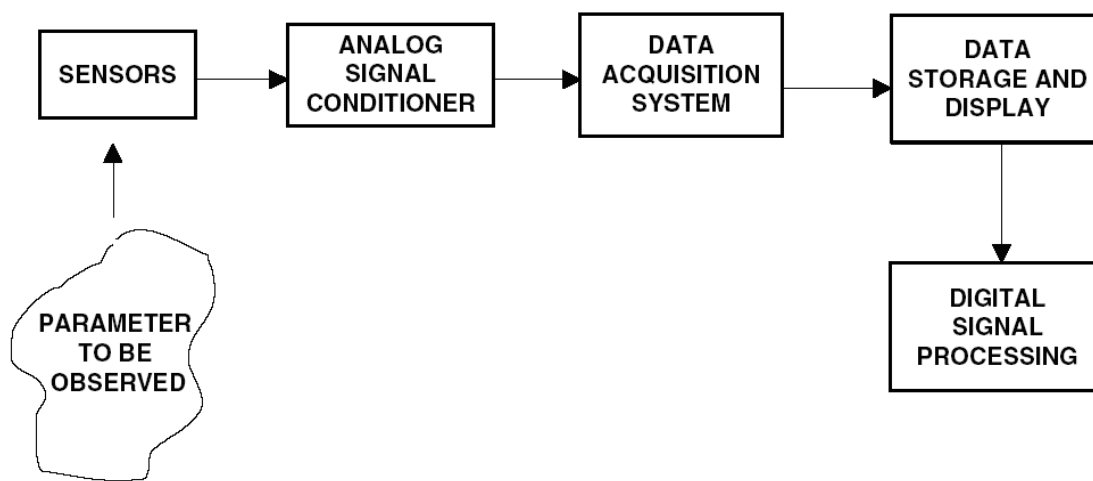 SENSORS
ANALOG
SIGNAL
CONDITIONER
DATA
ACQUISITION
SYSTEM
DATA
STORAGE AND
DISPLAY
PARAMETER
TO BE
OBSERVED
DIGITAL
SIGNAL
PROCESSING